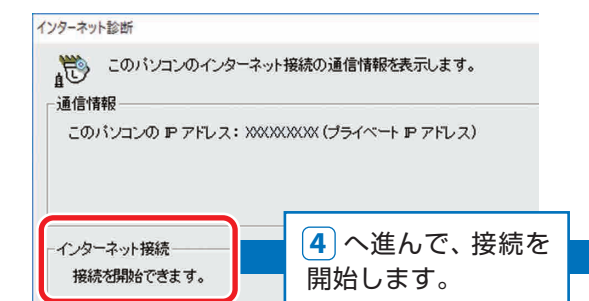 インターネット診断
このパソコンのインターネット接続の通信情報を表示します。
通信情報
このパソコンの IP アドレス： XXXXXXXXXX (プライベート IP アドレス)
インターネット接続
接続を開始できます。
4 へ進んで、接続を
開始します。